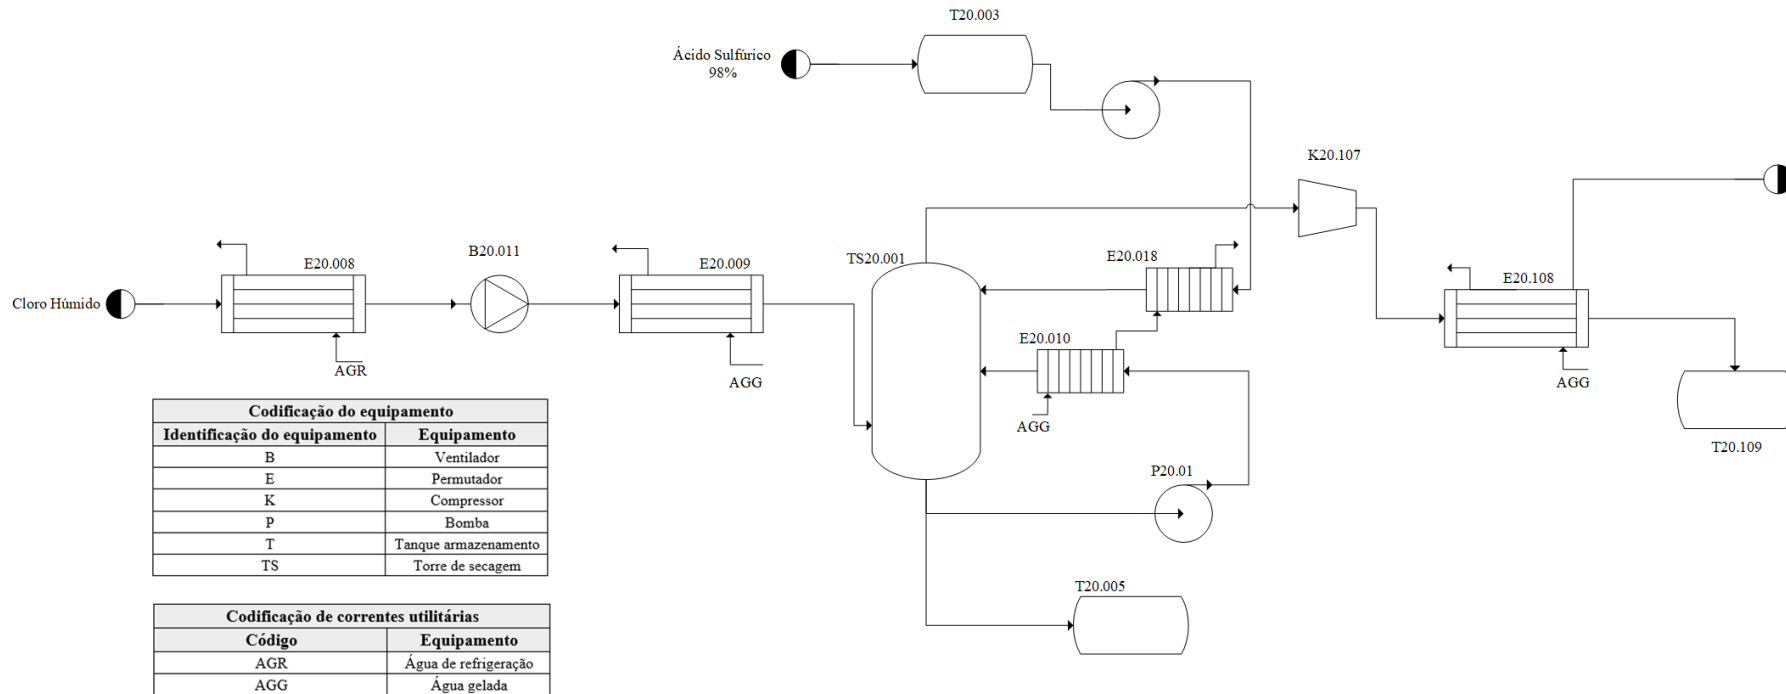 T20.003
Ácido Sulfúrico
98%
K20.107
Cloro Húmido
E20.008
B20.011
E20.009
TS20.001
E20.018
E20.108
E20.010
AGR
AGG
AGG
AGG
T20.109
P20.01
T20.005
Codificação do equipamento
Identificação do equipamento Equipamento
B Ventilador
E Permutador
K Compressor
P Bomba
T Tanque armazenamento
TS Torre de secagem
Codificação de correntes utilitárias
Código Equipamento
AGR Água de refrigeração
AGG Água gelada